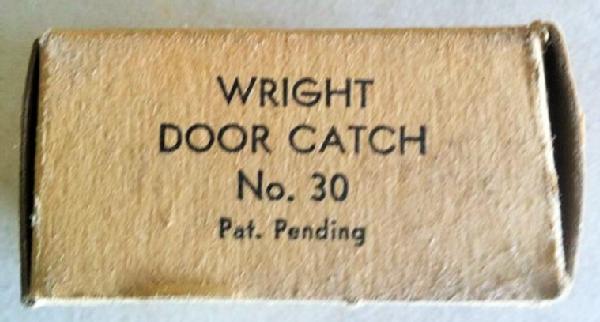 WRIGHT
DOOR CATCH
No. 30
Pat. Pending